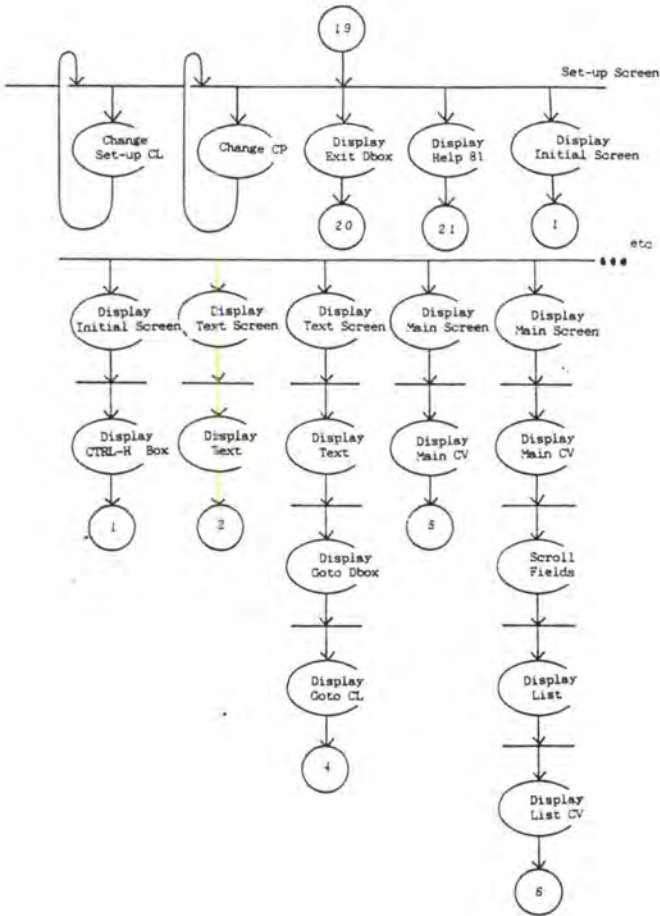 19
Set-up Screen
Change
Set-up CL
Change CP
Display
Exit Dbox
Display
Help 81
Display
Initial Screen
20
21
1
etc
Display
Initial Screen
Display
Text Screen
Display
Text Screen
Display
Main Screen
Display
Main Screen
Display
CTRL-H Box
Display
Text
Display
Text
Display
Main CV
Display
Main CV
1
2
5
Display
Goto Dbox
Scroll
Fields
Display
Goto CL
Display
List
4
Display
List CV
6